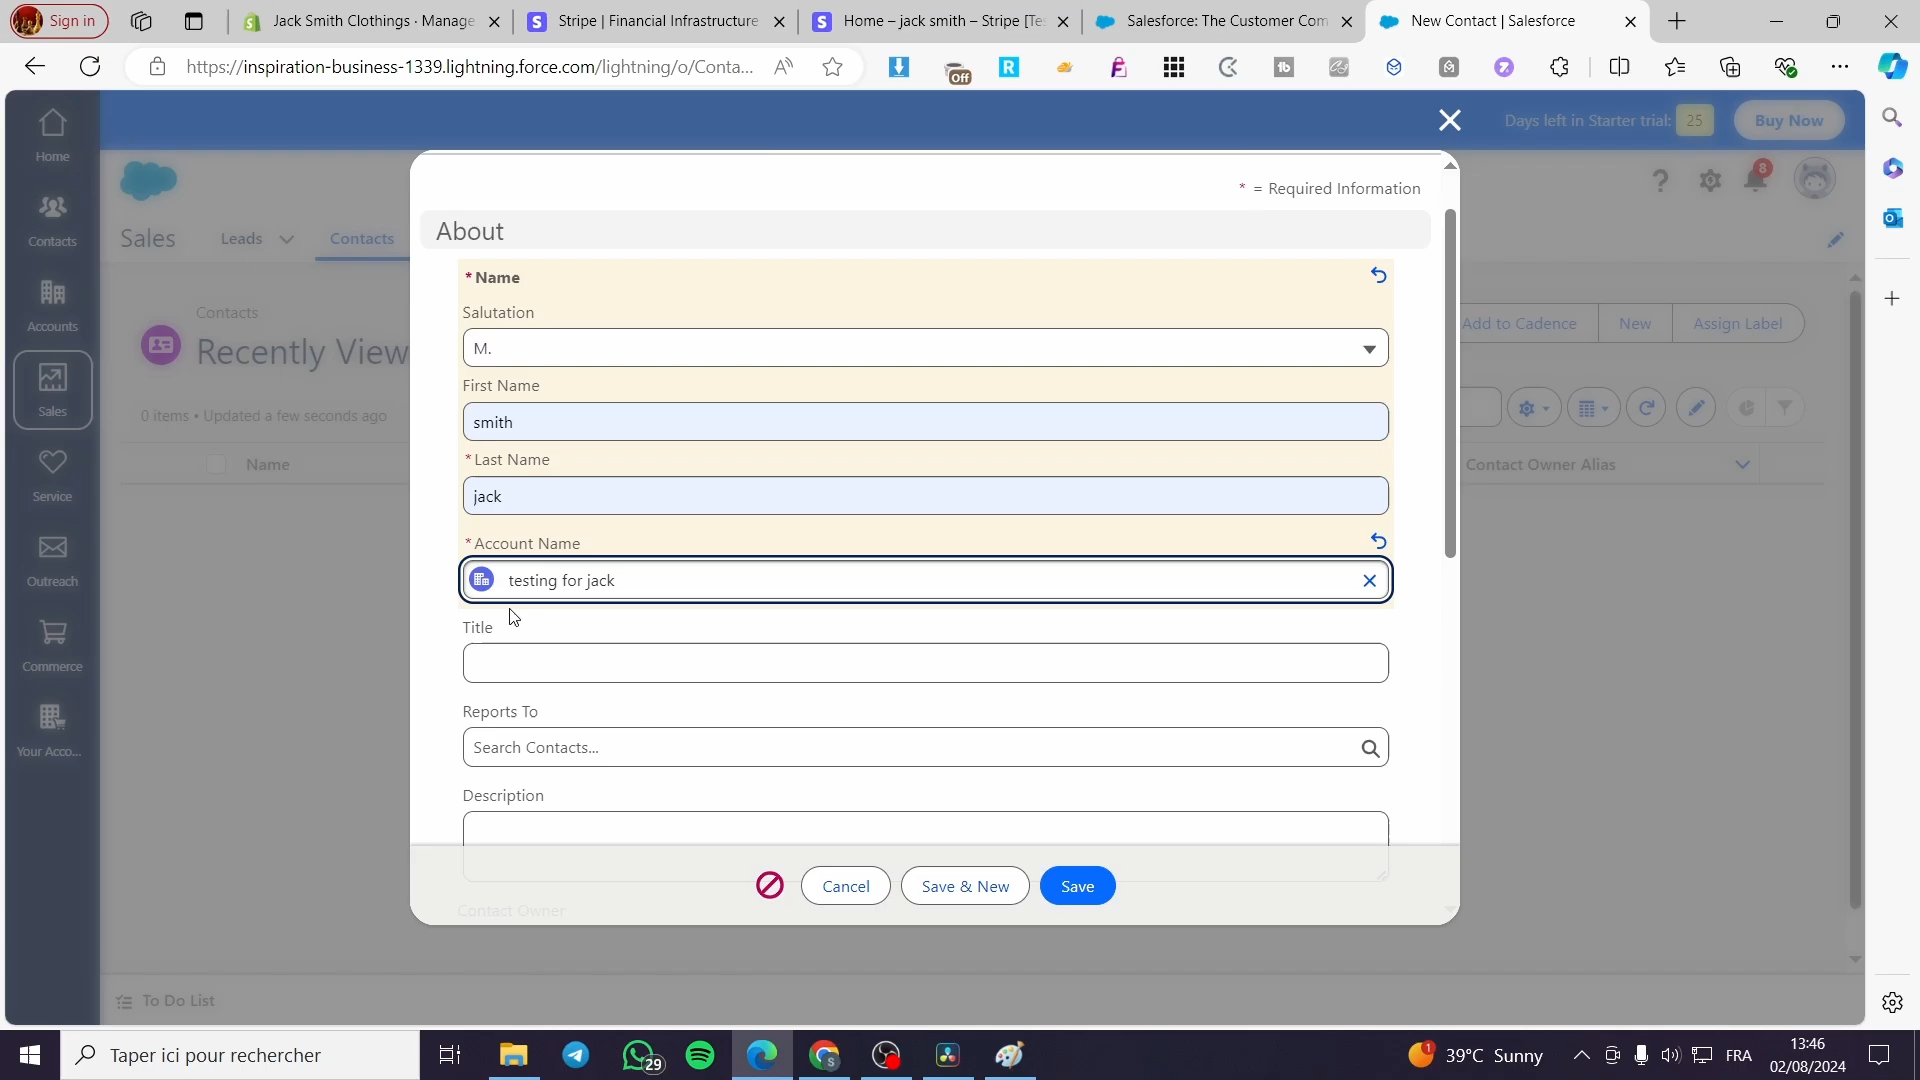 Sign in
Jack Smith Clothings · Manage
Stripe | Financial Infrastructure
Home – jack smith – Stripe [Te
Salesforce: The Customer Com
New Contact | Salesforce
https://inspiration-business-1339.lightning.force.com/lightning/o/Conta...
Off
Days left in Starter trial: 25
Buy Now
Home
Contacts
Accounts
Sales
Service
Outreach
Commerce
Your Acco...
8
Sales
Leads
Contacts
Contacts
Recently View
0 items • Updated a few seconds ago
Name
Add to Cadence
New
Assign Label
Contact Owner Alias
* = Required Information
About
* Name
Salutation
M.
First Name
smith
* Last Name
jack
* Account Name
testing for jack
Title
Reports To
Search Contacts...
Description
Contact Owner
Cancel
Save & New
Save
To Do List
Taper ici pour rechercher
29
1
39°C Sunny
FRA
13:46
02/08/2024